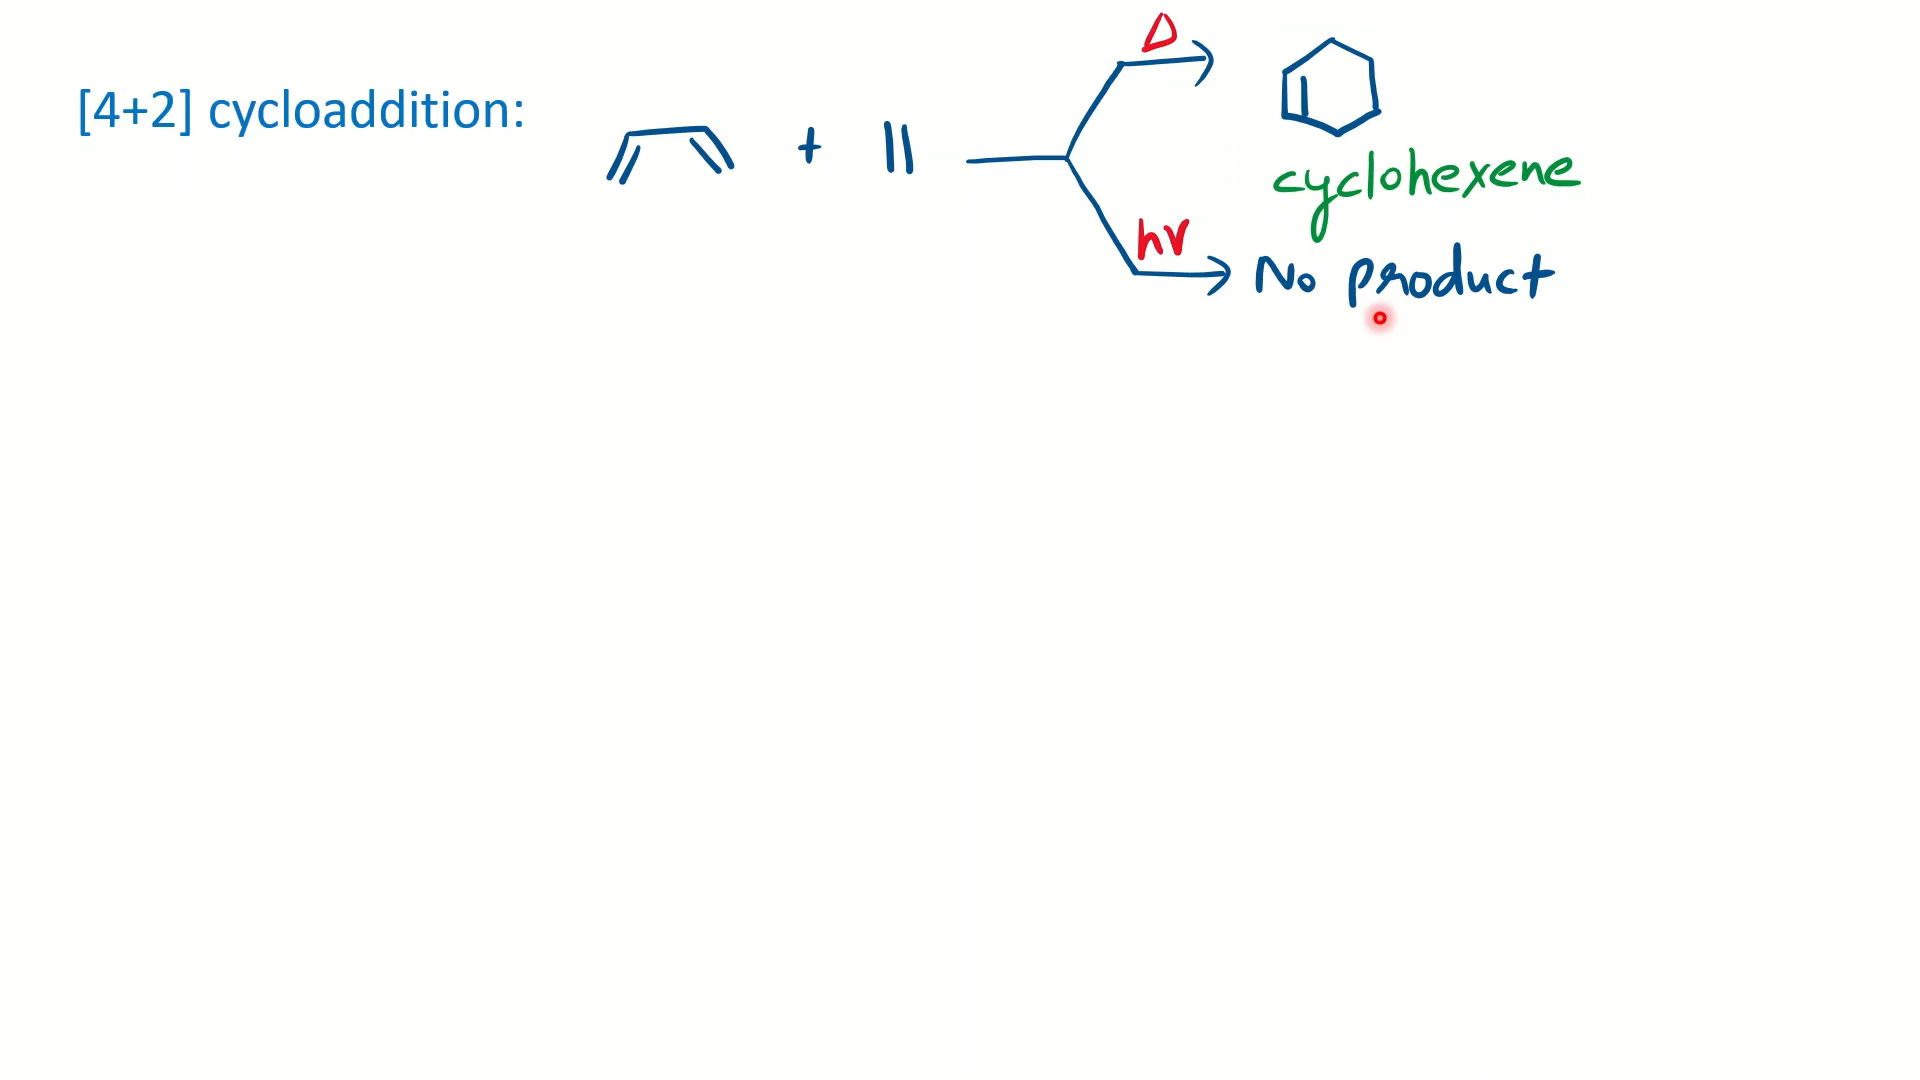 [4+2] cycloaddition:
+
Δ
cyclohexene
hν
No product